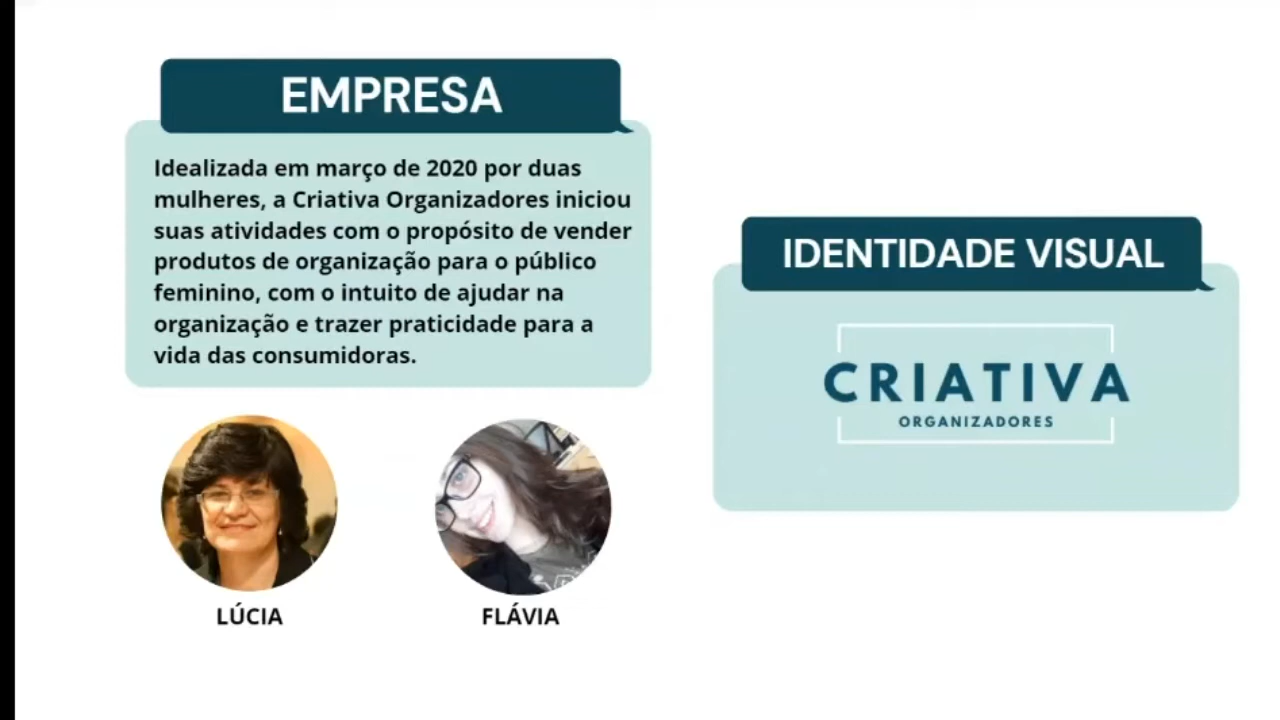 EMPRESA
Idealizada em março de 2020 por duas
mulheres, a Criativa Organizadores iniciou
suas atividades com o propósito de vender
produtos de organização para o público
feminino, com o intuito de ajudar na
organização e trazer praticidade para a
vida das consumidoras.
LÚCIA
FLÁVIA
IDENTIDADE VISUAL
CRIATIVA
ORGANIZADORES